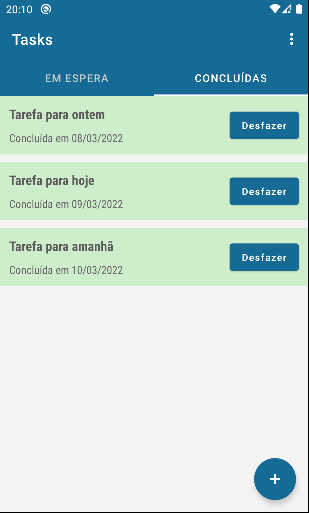 20:10
Tasks
EM ESPERA
CONCLUÍDAS
Tarefa para ontem
Concluída em 08/03/2022
Desfazer
Tarefa para hoje
Concluída em 09/03/2022
Desfazer
Tarefa para amanhã
Concluída em 10/03/2022
Desfazer
+